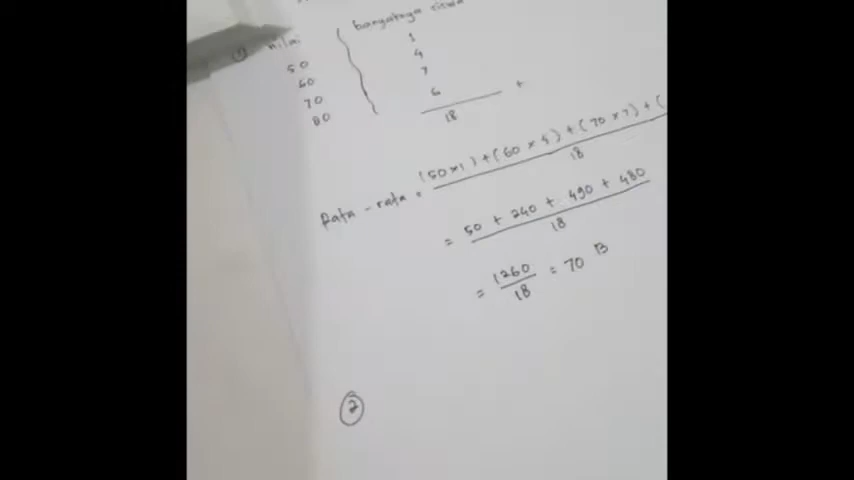 ① nilai banyaknya siswa
50 1
60 4
70 7
80 6
18 +
Rata - rata = (50 x 1) + (60 x 5) + (70 x 7) + (
18
= 50 + 240 + 490 + 480
18
= 1260 = 70 B
18
②